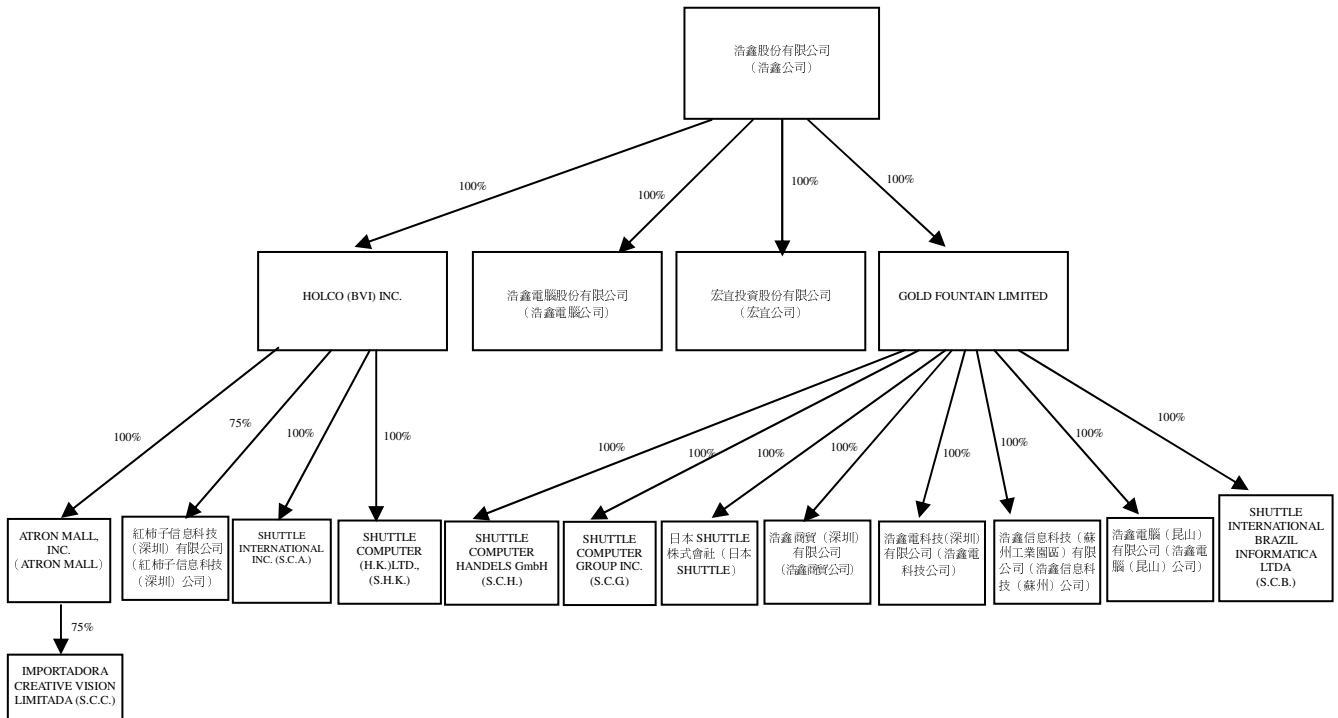 浩鑫股份有限公司
（浩鑫公司）
100%
100%
100%
100%
HOLCO (BVI) INC.
浩鑫電腦股份有限公司
（浩鑫電腦公司）
宏宜投資股份有限公司
（宏宜公司）
GOLD FOUNTAIN LIMITED
100%
75%
100%
100%
100%
100%
100%
100%
100%
100%
100%
100%
ATRON MALL,
INC.
（ATRON MALL）
紅柿子信息科技
（深圳）有限公司
（紅柿子信息科技
（深圳）公司）
SHUTTLE
INTERNATIONAL
INC. (S.C.A.)
SHUTTLE
COMPUTER
(H.K.)LTD.,
(S.H.K.)
SHUTTLE
COMPUTER
HANDELS GmbH
(S.C.H.)
SHUTTLE
COMPUTER
GROUP INC.
(S.C.G.)
日本 SHUTTLE
株式會社（日本
SHUTTLE）
浩鑫商貿（深圳）
有限公司
（浩鑫商貿公司）
浩鑫電科技(深圳)
有限公司（浩鑫電
科技公司）
浩鑫信息科技（蘇
州工業園區）有限
公司（浩鑫信息科
技（蘇州）公司）
浩鑫電腦（昆山）
有限公司（浩鑫電
腦（昆山）公司）
SHUTTLE
INTERNATIONAL
BRAZIL
INFORMATICA
LTDA
(S.C.B.)
75%
IMPORTADORA
CREATIVE VISION
LIMITADA (S.C.C.)